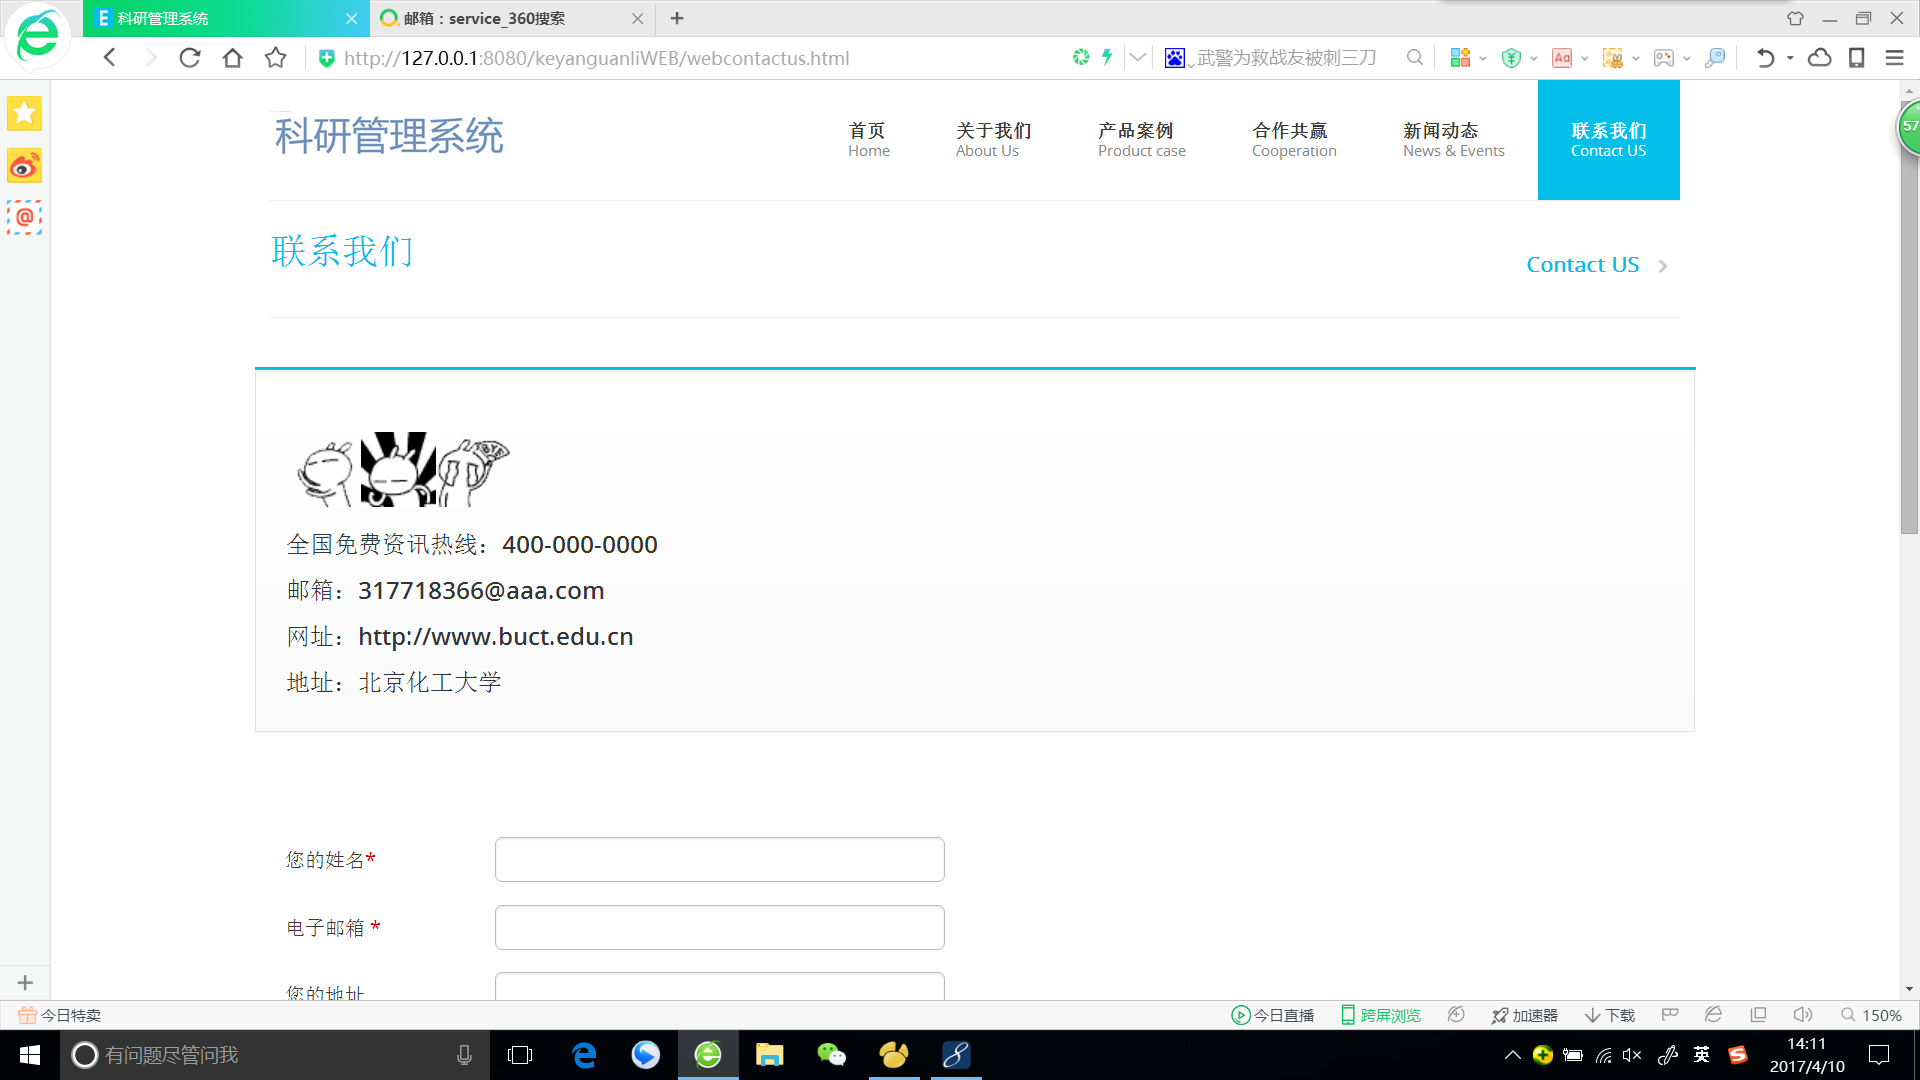 科研管理系统
邮箱：service_360搜索
http://127.0.0.1:8080/keyanguanliWEB/webcontactus.html
武警为救战友被刺三刀
57
科研管理系统
首页
Home
关于我们
About Us
产品案例
Product case
合作共赢
Cooperation
新闻动态
News & Events
联系我们
Contact US
联系我们
Contact US
全国免费资讯热线：400-000-0000
邮箱：317718366@aaa.com
网址：http://www.buct.edu.cn
地址：北京化工大学
您的姓名*
电子邮箱 *
您的地址
今日特卖
今日直播
跨屏浏览
加速器
下载
150%
有问题尽管问我
英
14:11
2017/4/10